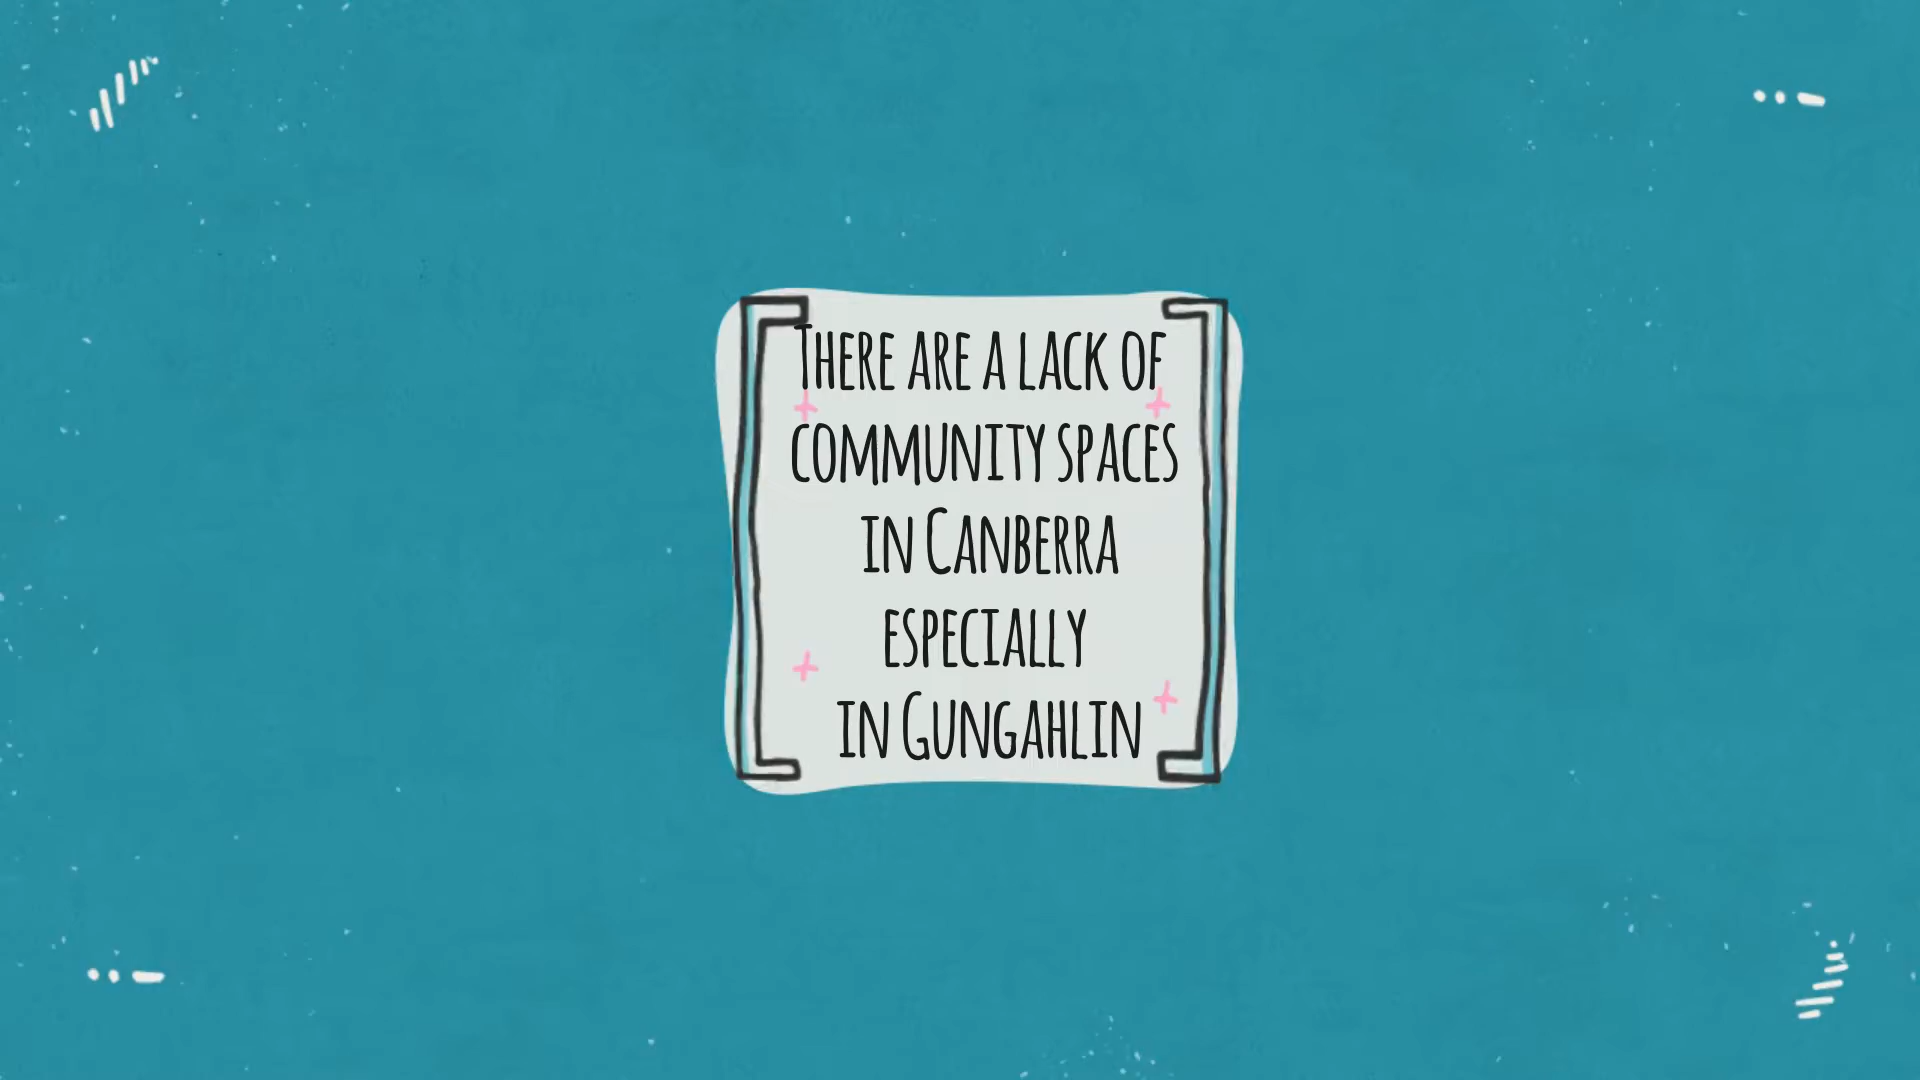 There are a lack of
community spaces
in Canberra
especially
in Gungahlin